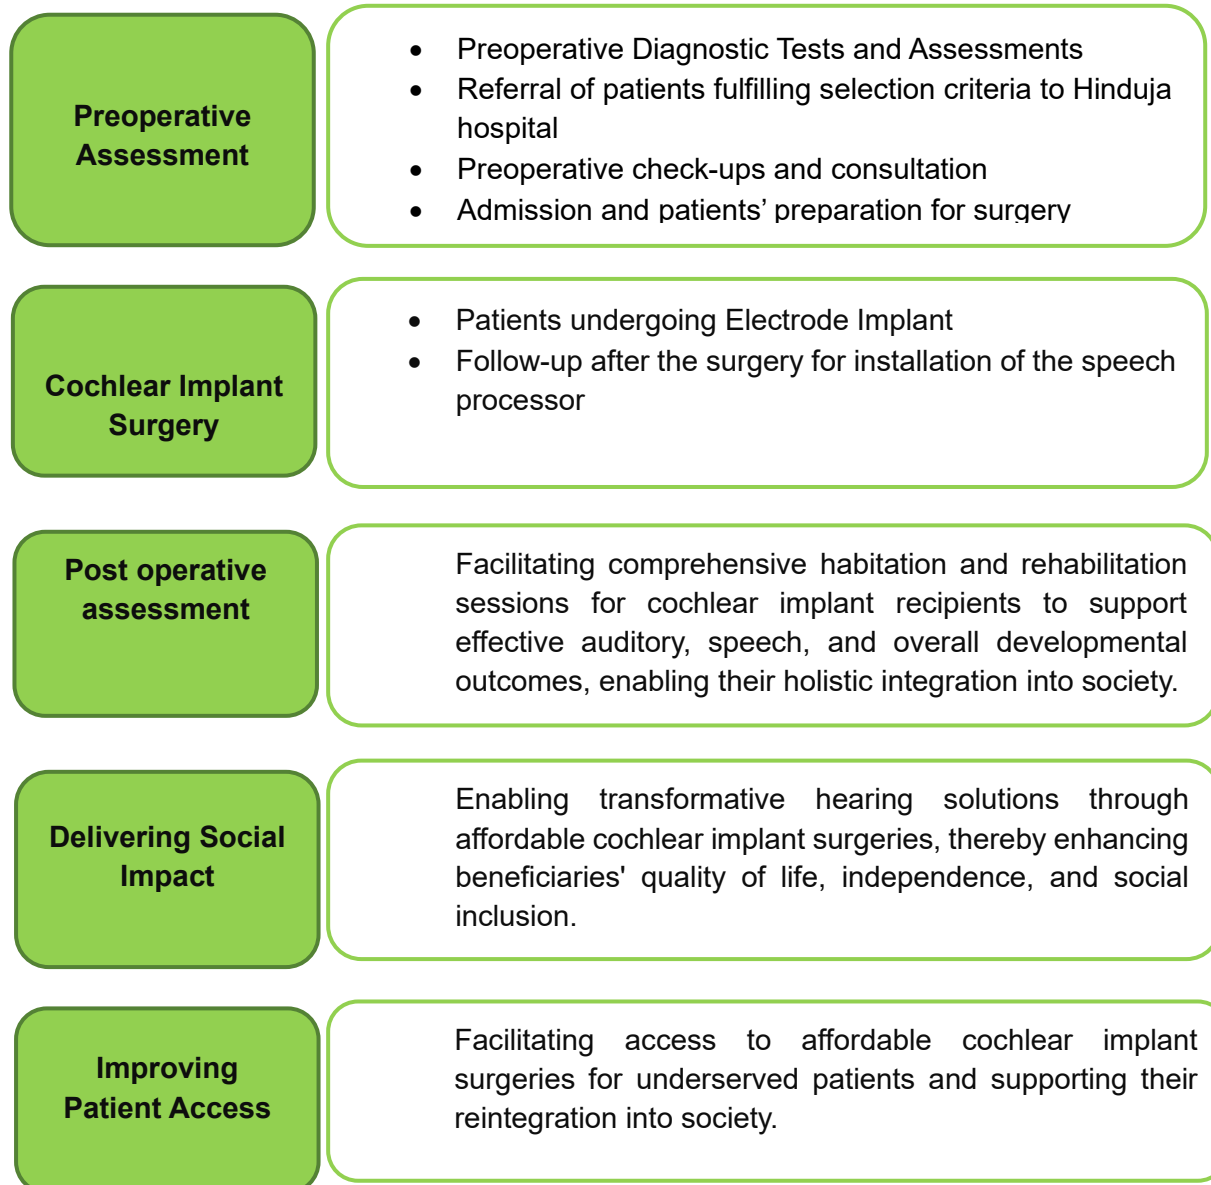 Preoperative
Assessment
• Preoperative Diagnostic Tests and Assessments
• Referral of patients fulfilling selection criteria to Hinduja
hospital
• Preoperative check-ups and consultation
• Admission and patients’ preparation for surgery
Cochlear Implant
Surgery
• Patients undergoing Electrode Implant
• Follow-up after the surgery for installation of the speech
processor
Post operative
assessment
Facilitating comprehensive habitation and rehabilitation
sessions for cochlear implant recipients to support
effective auditory, speech, and overall developmental
outcomes, enabling their holistic integration into society.
Delivering Social
Impact
Enabling transformative hearing solutions through
affordable cochlear implant surgeries, thereby enhancing
beneficiaries' quality of life, independence, and social
inclusion.
Improving
Patient Access
Facilitating access to affordable cochlear implant
surgeries for underserved patients and supporting their
reintegration into society.